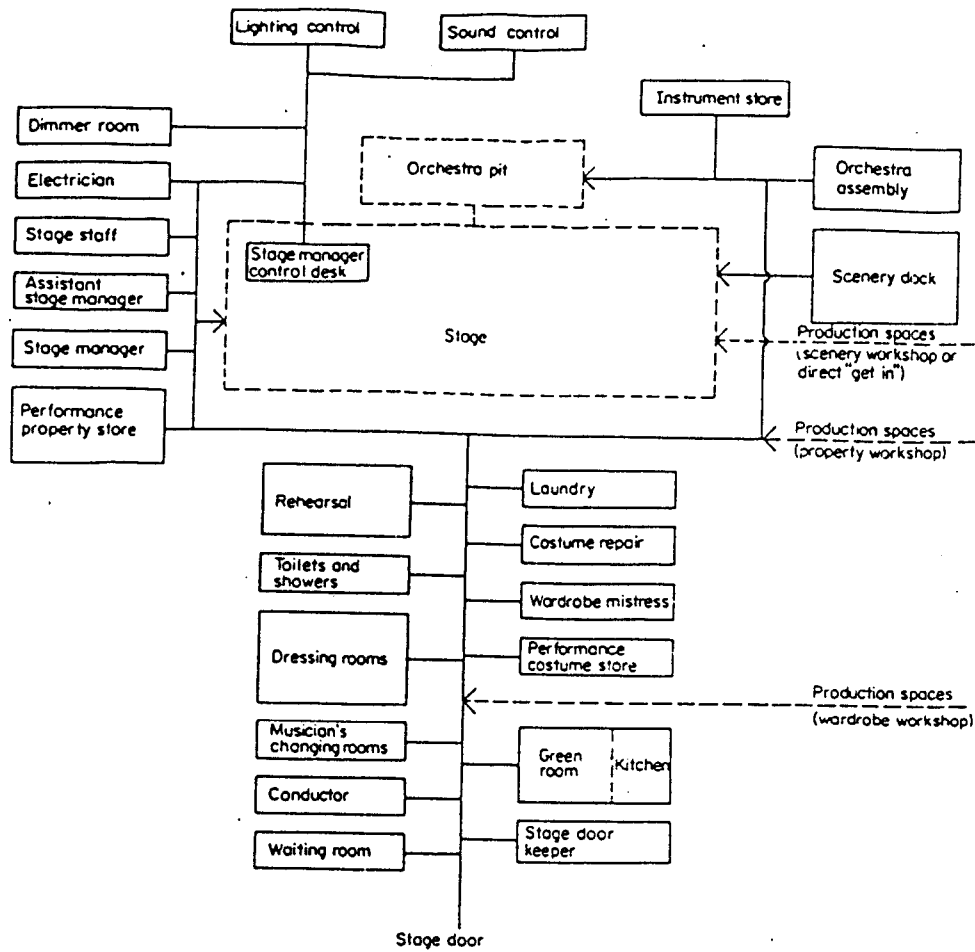 Lighting control
Sound control
Instrument store
Dimmer room
Orchestra pit
Orchestra
assembly
Electrician
Stage staff
Stage manager
control desk
Scenery dock
Assistant
stage manager
Stage
Production spaces
(scenery workshop or
direct "get in")
Stage manager
Performance
property store
Production spaces
(property workshop)
Rehearsal
Laundry
Costume repair
Toilets and
showers
Wardrobe mistress
Dressing rooms
Performance
costume store
Production spaces
(wardrobe workshop)
Musician's
changing rooms
Green
room
Kitchen
Conductor
Waiting room
Stage door
keeper
Stage door